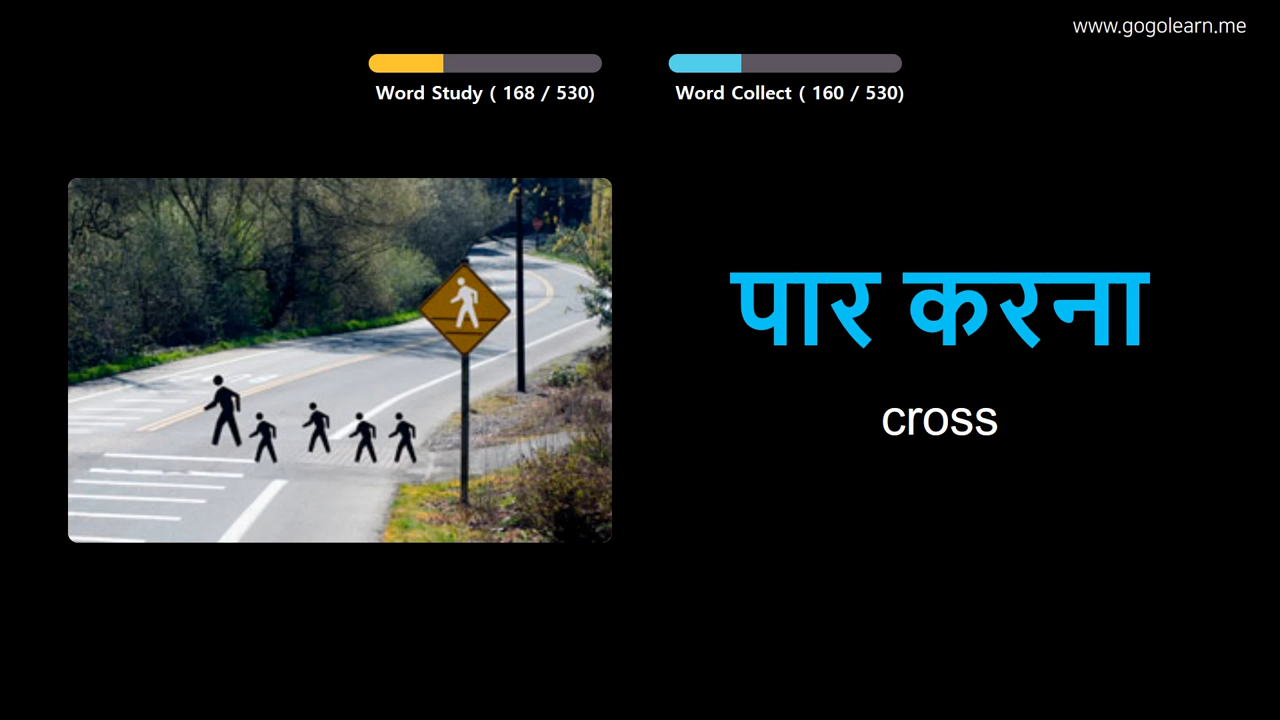 www.gogolearn.me
Word Study ( 168 / 530)
Word Collect ( 160 / 530)
पार करना
cross